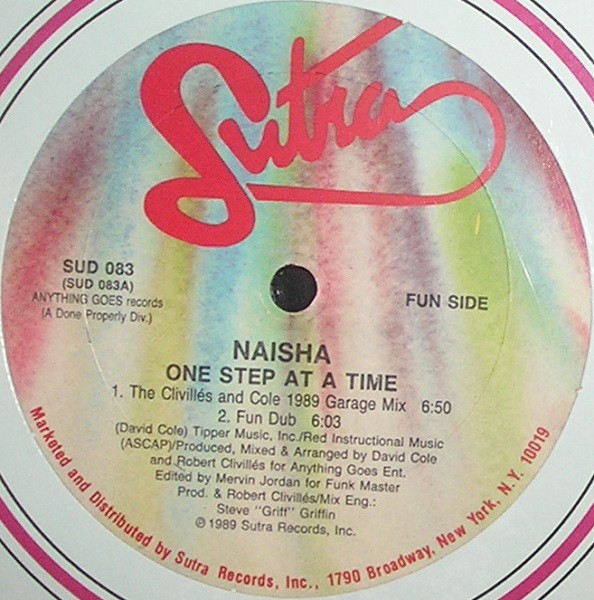 Sutra
SUD 083
(SUD 083A)
ANYTHING GOES records
(A Done Properly Div.)
FUN SIDE
NAISHA
ONE STEP AT A TIME
1. The Clivillés and Cole 1989 Garage Mix 6:50
2. Fun Dub 6:03
(David Cole) Tipper Music, Inc./Red Instructional Music
(ASCAP)/Produced, Mixed & Arranged by David Cole
and Robert Clivillés for Anything Goes Ent.
Edited by Mervin Jordan for Funk Master
Prod. & Robert Clivillés/Mix Eng.:
Steve "Griff" Griffin
℗ 1989 Sutra Records, Inc.
Marketed and Distributed by Sutra Records, Inc., 1790 Broadway, New York, N.Y. 10019